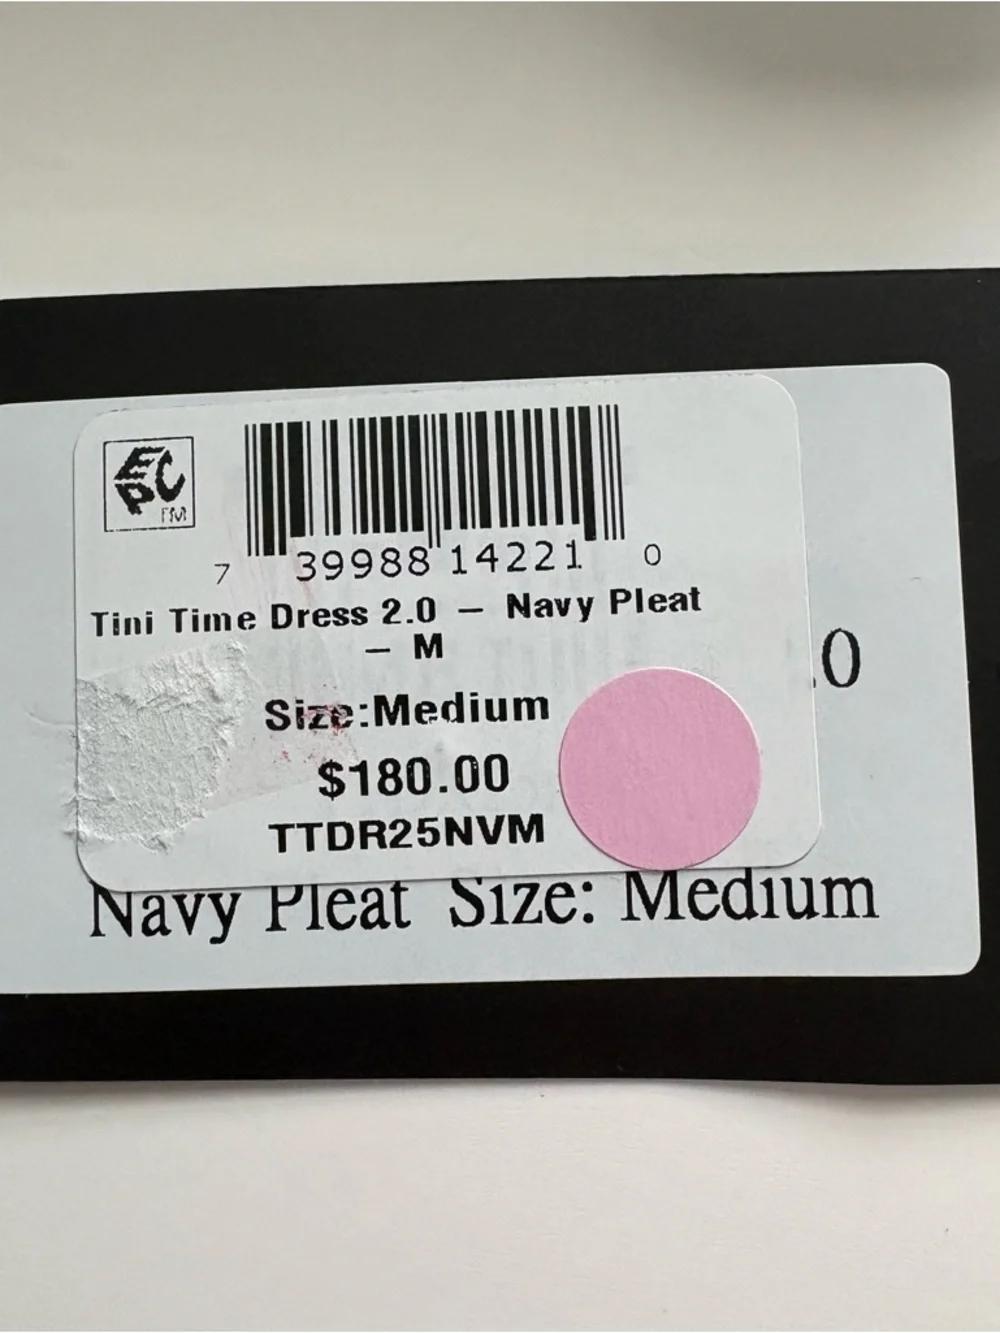 EPC
TM
7 39988 14221 0
Tini Time Dress 2.0 – Navy Pleat
– M
.0
Size:Medium
$180.00
TTDR25NVM
Navy Pleat Size: Medium